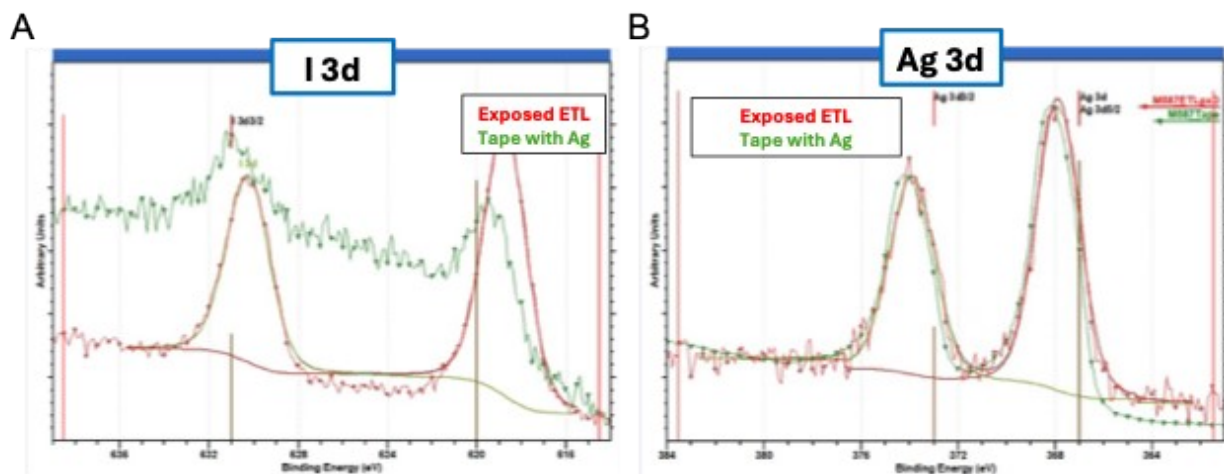 A
I 3d
Exposed ETL
Tape with Ag
3d3/2
Arbitrary Units
636
632
628
624
620
616
Binding Energy (eV)
B
Ag 3d
Exposed ETL
Tape with Ag
Ag 3d3/2
Ag 3d
Ag 3d5/2
Arbitrary Units
384
380
376
372
368
364
Binding Energy (eV)